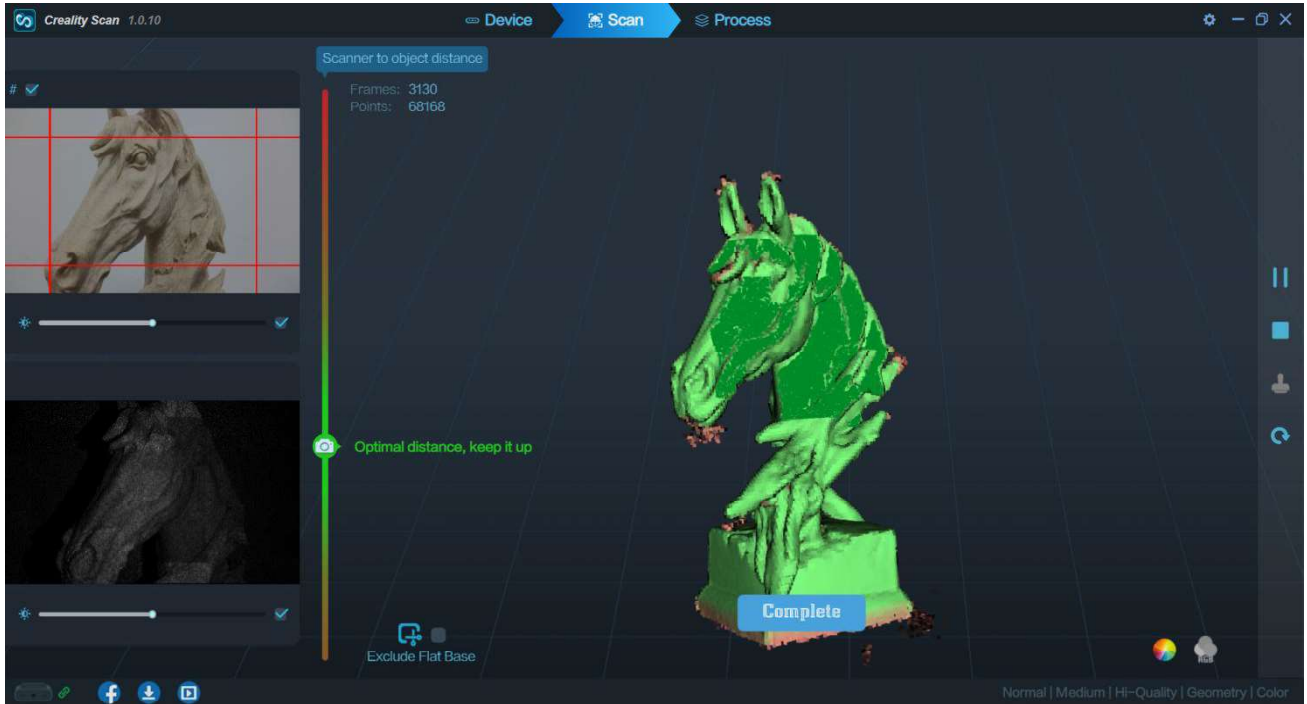 Creality Scan 1.0.10
Device
Scan
Process
Scanner to object distance
#
Frames: 3130
Points: 68168
Optimal distance, keep it up
Complete
Exclude Flat Base
RGB
Normal | Medium | Hi-Quality | Geometry | Color